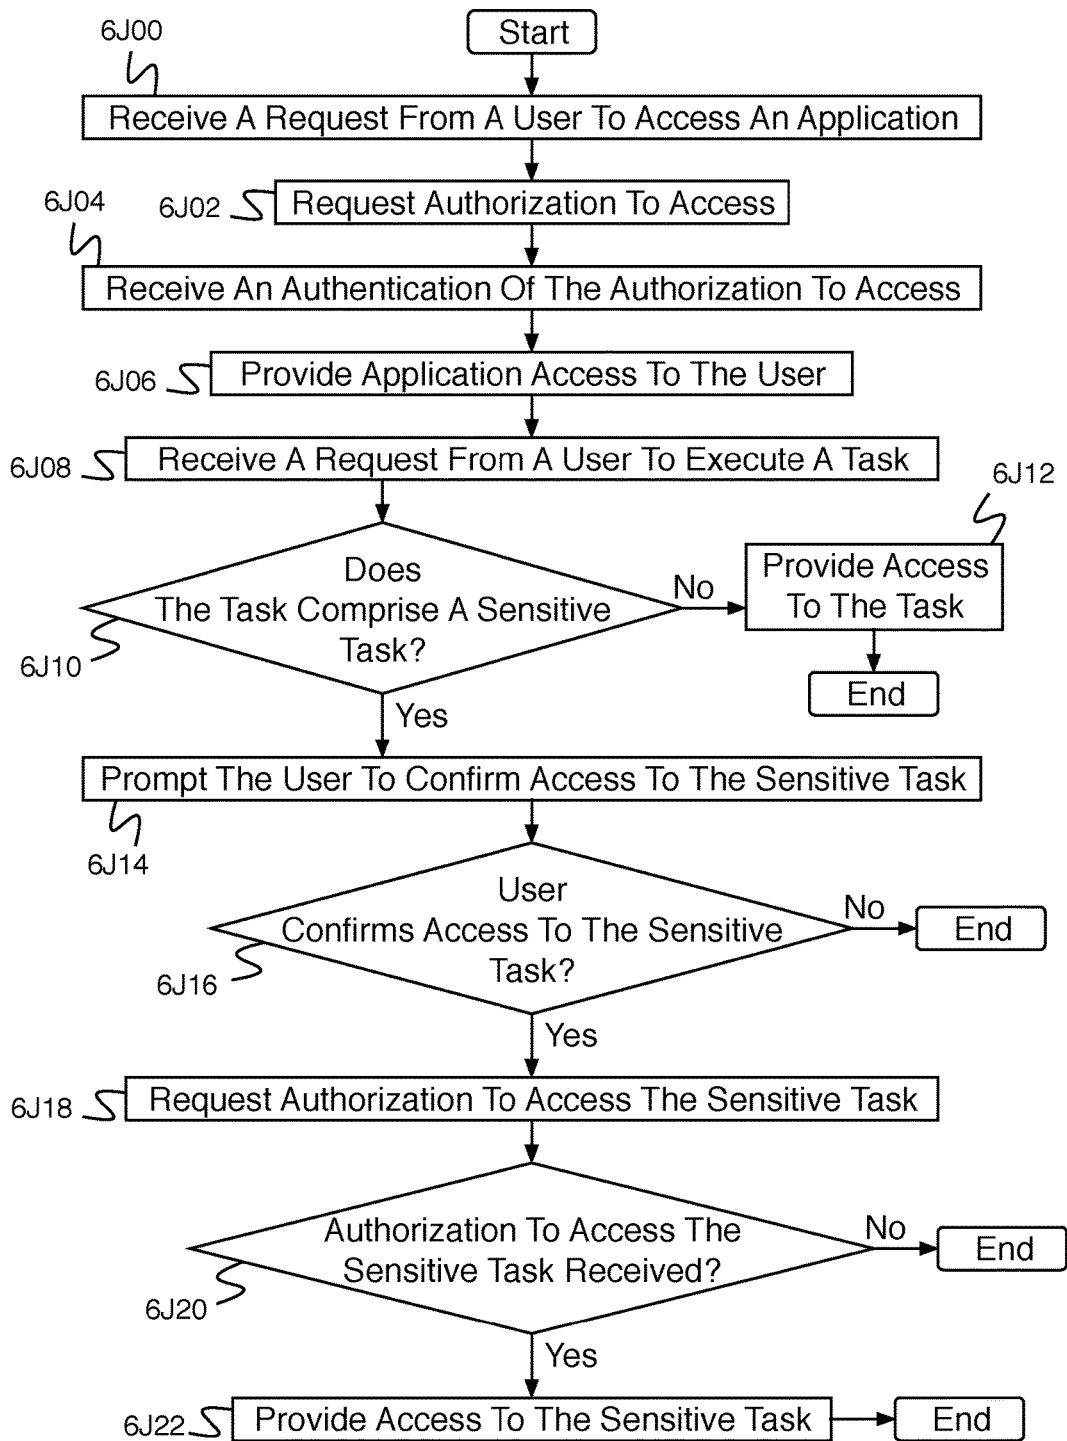 Start
6J00
Receive A Request From A User To Access An Application
6J02
Request Authorization To Access
6J04
Receive An Authentication Of The Authorization To Access
6J06
Provide Application Access To The User
6J08
Receive A Request From A User To Execute A Task
6J10
Does
The Task Comprise A Sensitive
Task?
No
6J12
Provide Access
To The Task
End
Yes
Prompt The User To Confirm Access To The Sensitive Task
6J14
User
Confirms Access To The Sensitive
Task?
6J16
No
End
Yes
6J18
Request Authorization To Access The Sensitive Task
Authorization To Access The
Sensitive Task Received?
6J20
No
End
Yes
6J22
Provide Access To The Sensitive Task
End